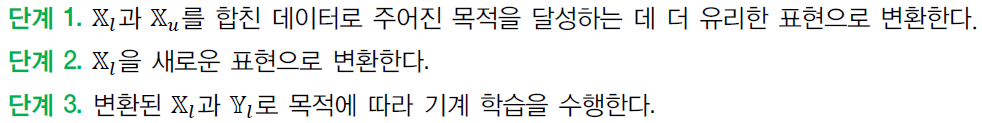 단계 1. 𝕏ₗ과 𝕏ᵤ를 합친 데이터로 주어진 목적을 달성하는 데 더 유리한 표현으로 변환한다.
단계 2. 𝕏ₗ을 새로운 표현으로 변환한다.
단계 3. 변환된 𝕏ₗ과 𝕐ₗ로 목적에 따라 기계 학습을 수행한다.